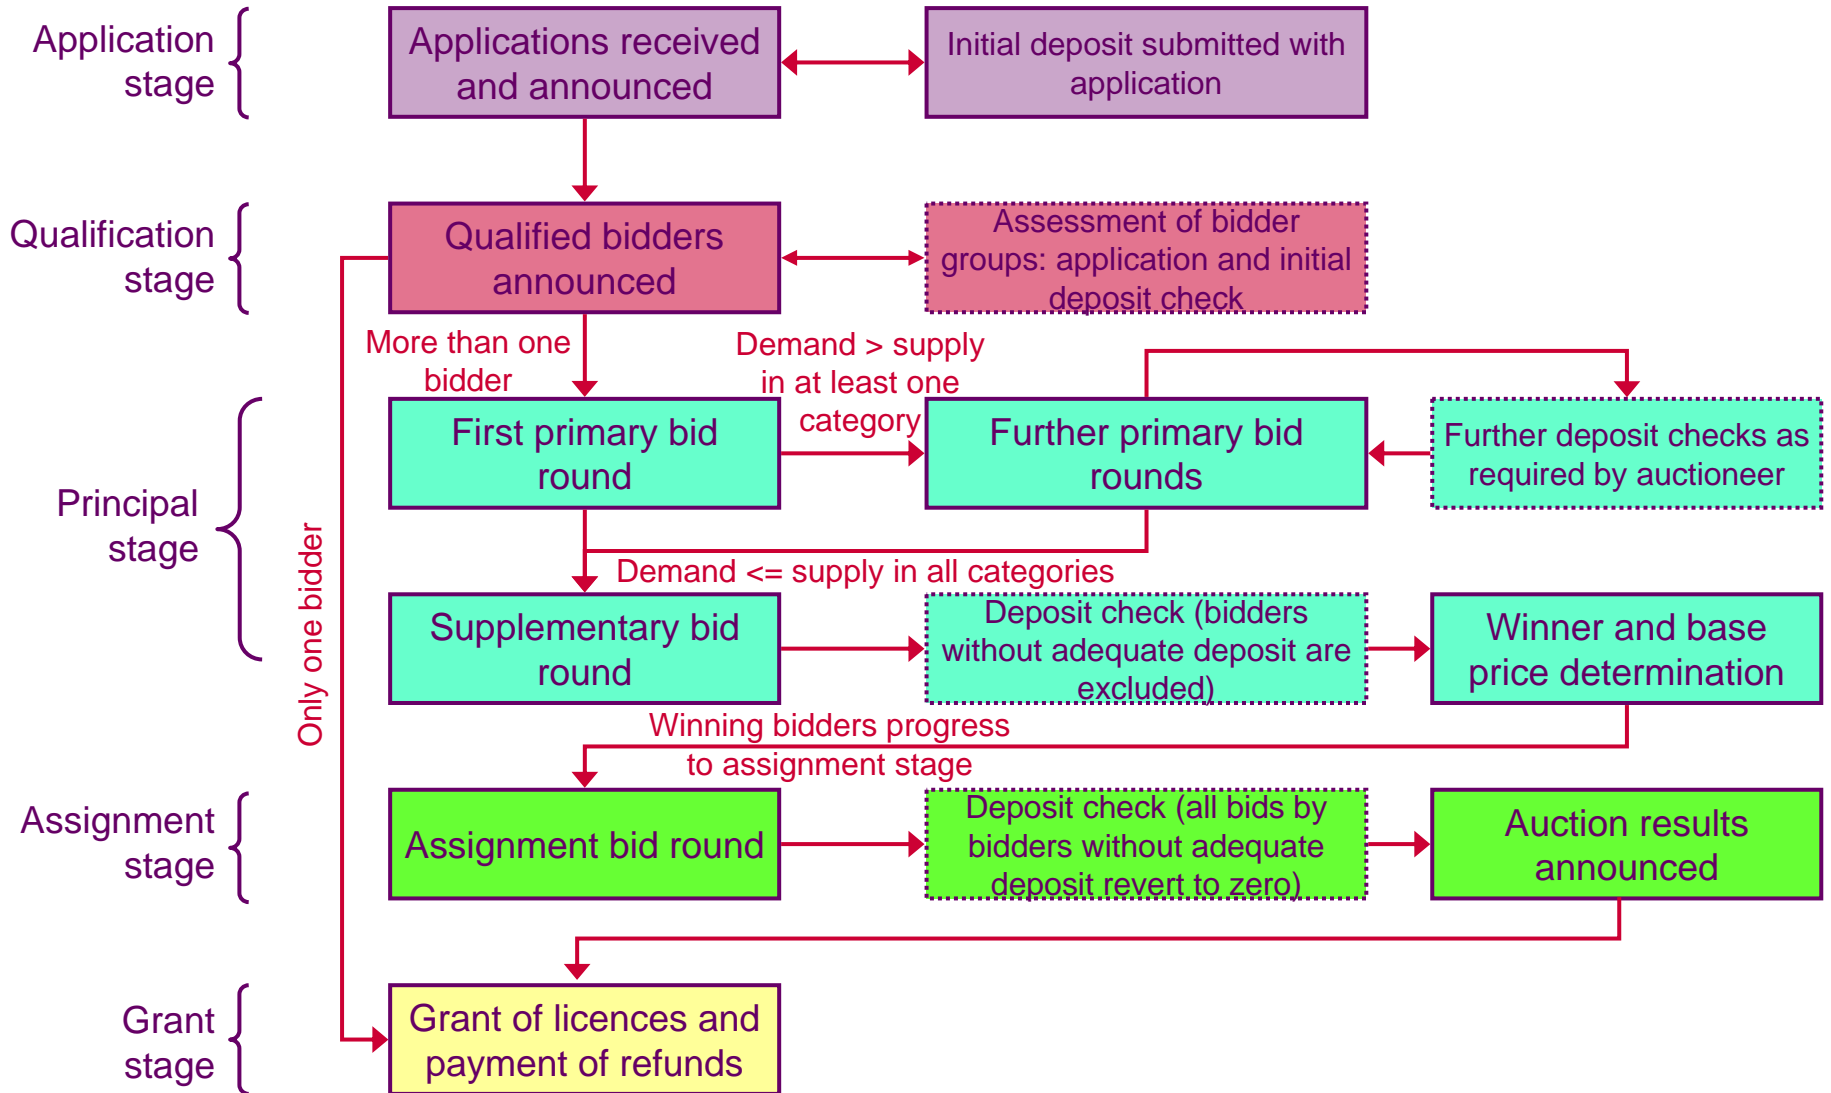 Application
stage
Applications received
and announced
Initial deposit submitted with
application
Qualification
stage
Qualified bidders
announced
Assessment of bidder
groups: application and initial
deposit check
More than one
bidder
Demand > supply
in at least one
category
Principal
stage
First primary bid
round
Further primary bid
rounds
Further deposit checks as
required by auctioneer
Only one bidder
Demand <= supply in all categories
Supplementary bid
round
Deposit check (bidders
without adequate deposit are
excluded)
Winner and base
price determination
Winning bidders progress
to assignment stage
Assignment
stage
Assignment bid round
Deposit check (all bids by
bidders without adequate
deposit revert to zero)
Auction results
announced
Grant
stage
Grant of licences and
payment of refunds